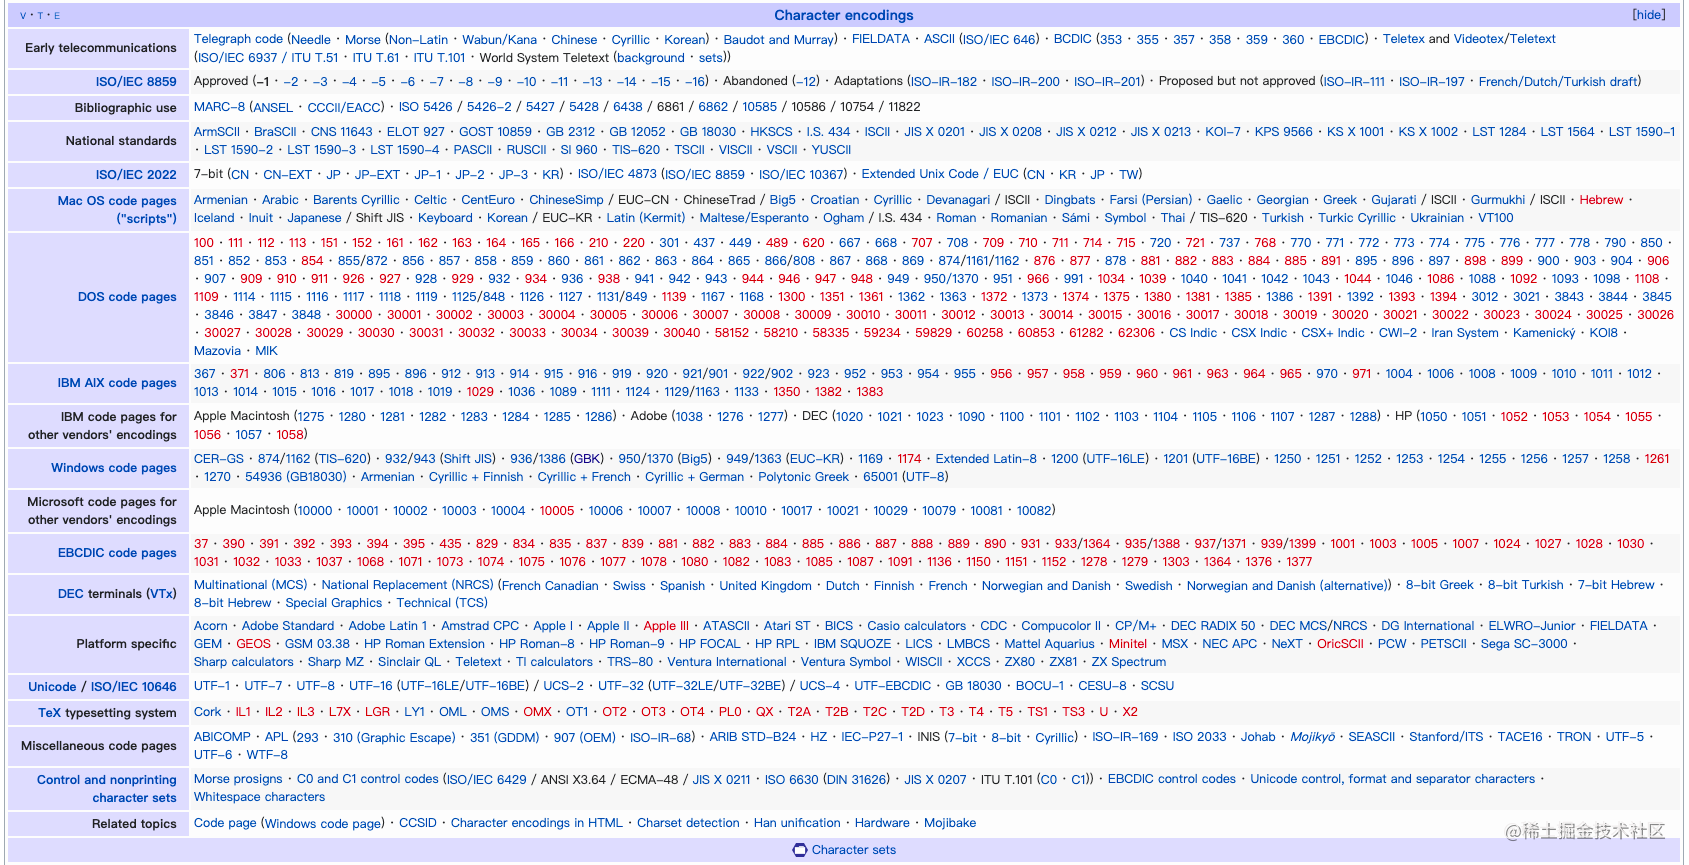 V · T · E
Character encodings
[hide]
Early telecommunications
Telegraph code (Needle · Morse (Non-Latin · Wabun/Kana · Chinese · Cyrillic · Korean) · Baudot and Murray) · FIELDATA · ASCII (ISO/IEC 646) · BCDIC (353 · 355 · 357 · 358 · 359 · 360 · EBCDIC) · Teletex and Videotex/Teletext
(ISO/IEC 6937 / ITU T.51 · ITU T.61 · ITU T.101 · World System Teletext (background · sets))
ISO/IEC 8859
Approved (-1 · -2 · -3 · -4 · -5 · -6 · -7 · -8 · -9 · -10 · -11 · -13 · -14 · -15 · -16) · Abandoned (-12) · Adaptations (ISO-IR-182 · ISO-IR-200 · ISO-IR-201) · Proposed but not approved (ISO-IR-111 · ISO-IR-197 · French/Dutch/Turkish draft)
Bibliographic use
MARC-8 (ANSEL · CCCII/EACC) · ISO 5426 / 5426-2 / 5427 / 5428 / 6438 / 6861 / 6862 / 10585 / 10586 / 10754 / 11822
National standards
ArmSCII · BraSCII · CNS 11643 · ELOT 927 · GOST 10859 · GB 2312 · GB 12052 · GB 18030 · HKSCS · I.S. 434 · ISCII · JIS X 0201 · JIS X 0208 · JIS X 0212 · JIS X 0213 · KOI-7 · KPS 9566 · KS X 1001 · KS X 1002 · LST 1284 · LST 1564 · LST 1590-1
· LST 1590-2 · LST 1590-3 · LST 1590-4 · PASCII · RUSCII · SI 960 · TIS-620 · TSCII · VISCII · VSCII · YUSCII
ISO/IEC 2022
7-bit (CN · CN-EXT · JP · JP-EXT · JP-1 · JP-2 · JP-3 · KR) · ISO/IEC 4873 (ISO/IEC 8859 · ISO/IEC 10367) · Extended Unix Code / EUC (CN · KR · JP · TW)
Mac OS code pages
("scripts")
Armenian · Arabic · Barents Cyrillic · Celtic · CentEuro · ChineseSimp / EUC-CN · ChineseTrad / Big5 · Croatian · Cyrillic · Devanagari / ISCII · Dingbats · Farsi (Persian) · Gaelic · Georgian · Greek · Gujarati / ISCII · Gurmukhi / ISCII · Hebrew ·
Iceland · Inuit · Japanese / Shift JIS · Keyboard · Korean / EUC-KR · Latin (Kermit) · Maltese/Esperanto · Ogham / I.S. 434 · Roman · Romanian · Sámi · Symbol · Thai / TIS-620 · Turkish · Turkic Cyrillic · Ukrainian · VT100
DOS code pages
100 · 111 · 112 · 113 · 151 · 152 · 161 · 162 · 163 · 164 · 165 · 166 · 210 · 220 · 301 · 437 · 449 · 489 · 620 · 667 · 668 · 707 · 708 · 709 · 710 · 711 · 714 · 715 · 720 · 721 · 737 · 768 · 770 · 771 · 772 · 773 · 774 · 775 · 776 · 777 · 778 · 790 · 850 ·
851 · 852 · 853 · 854 · 855/872 · 856 · 857 · 858 · 859 · 860 · 861 · 862 · 863 · 864 · 865 · 866/808 · 867 · 868 · 869 · 874/1161/1162 · 876 · 877 · 878 · 881 · 882 · 883 · 884 · 885 · 891 · 895 · 896 · 897 · 898 · 899 · 900 · 903 · 904 · 906
· 907 · 909 · 910 · 911 · 926 · 927 · 928 · 929 · 932 · 934 · 936 · 938 · 941 · 942 · 943 · 944 · 946 · 947 · 948 · 949 · 950/1370 · 951 · 966 · 991 · 1034 · 1039 · 1040 · 1041 · 1042 · 1043 · 1044 · 1046 · 1086 · 1088 · 1092 · 1093 · 1098 · 1108 ·
1109 · 1114 · 1115 · 1116 · 1117 · 1118 · 1119 · 1125/848 · 1126 · 1127 · 1131/849 · 1139 · 1167 · 1168 · 1300 · 1351 · 1361 · 1362 · 1363 · 1372 · 1373 · 1374 · 1375 · 1380 · 1381 · 1385 · 1386 · 1391 · 1392 · 1393 · 1394 · 3012 · 3021 · 3843 · 3844 · 3845
· 3846 · 3847 · 3848 · 30000 · 30001 · 30002 · 30003 · 30004 · 30005 · 30006 · 30007 · 30008 · 30009 · 30010 · 30011 · 30012 · 30013 · 30014 · 30015 · 30016 · 30017 · 30018 · 30019 · 30020 · 30021 · 30022 · 30023 · 30024 · 30025 · 30026
· 30027 · 30028 · 30029 · 30030 · 30031 · 30032 · 30033 · 30034 · 30039 · 30040 · 58152 · 58210 · 58335 · 59234 · 59829 · 60258 · 60853 · 61282 · 62306 · CS Indic · CSX Indic · CSX+ Indic · CWI-2 · Iran System · Kamenický · KOI8 ·
Mazovia · MIK
IBM AIX code pages
367 · 371 · 806 · 813 · 819 · 895 · 896 · 912 · 913 · 914 · 915 · 916 · 919 · 920 · 921/901 · 922/902 · 923 · 952 · 953 · 954 · 955 · 956 · 957 · 958 · 959 · 960 · 961 · 963 · 964 · 965 · 970 · 971 · 1004 · 1006 · 1008 · 1009 · 1010 · 1011 · 1012 ·
1013 · 1014 · 1015 · 1016 · 1017 · 1018 · 1019 · 1029 · 1036 · 1089 · 1111 · 1124 · 1129/1163 · 1133 · 1350 · 1382 · 1383
IBM code pages for
other vendors' encodings
Apple Macintosh (1275 · 1280 · 1281 · 1282 · 1283 · 1284 · 1285 · 1286) · Adobe (1038 · 1276 · 1277) · DEC (1020 · 1021 · 1023 · 1090 · 1100 · 1101 · 1102 · 1103 · 1104 · 1105 · 1106 · 1107 · 1287 · 1288) · HP (1050 · 1051 · 1052 · 1053 · 1054 · 1055 ·
1056 · 1057 · 1058)
Windows code pages
CER-GS · 874/1162 (TIS-620) · 932/943 (Shift JIS) · 936/1386 (GBK) · 950/1370 (Big5) · 949/1363 (EUC-KR) · 1169 · 1174 · Extended Latin-8 · 1200 (UTF-16LE) · 1201 (UTF-16BE) · 1250 · 1251 · 1252 · 1253 · 1254 · 1255 · 1256 · 1257 · 1258 · 1261
· 1270 · 54936 (GB18030) · Armenian · Cyrillic + Finnish · Cyrillic + French · Cyrillic + German · Polytonic Greek · 65001 (UTF-8)
Microsoft code pages for
other vendors' encodings
Apple Macintosh (10000 · 10001 · 10002 · 10003 · 10004 · 10005 · 10006 · 10007 · 10008 · 10010 · 10017 · 10021 · 10029 · 10079 · 10081 · 10082)
EBCDIC code pages
37 · 390 · 391 · 392 · 393 · 394 · 395 · 435 · 829 · 834 · 835 · 837 · 839 · 881 · 882 · 883 · 884 · 885 · 886 · 887 · 888 · 889 · 890 · 931 · 933/1364 · 935/1388 · 937/1371 · 939/1399 · 1001 · 1003 · 1005 · 1007 · 1024 · 1027 · 1028 · 1030 ·
1031 · 1032 · 1033 · 1037 · 1068 · 1071 · 1073 · 1074 · 1075 · 1076 · 1077 · 1078 · 1080 · 1082 · 1083 · 1085 · 1087 · 1091 · 1136 · 1150 · 1151 · 1152 · 1278 · 1279 · 1303 · 1364 · 1376 · 1377
DEC terminals (VTx)
Multinational (MCS) · National Replacement (NRCS) (French Canadian · Swiss · Spanish · United Kingdom · Dutch · Finnish · French · Norwegian and Danish · Swedish · Norwegian and Danish (alternative)) · 8-bit Greek · 8-bit Turkish · 7-bit Hebrew ·
8-bit Hebrew · Special Graphics · Technical (TCS)
Platform specific
Acorn · Adobe Standard · Adobe Latin 1 · Amstrad CPC · Apple I · Apple II · Apple III · ATASCII · Atari ST · BICS · Casio calculators · CDC · Compucolor II · CP/M+ · DEC RADIX 50 · DEC MCS/NRCS · DG International · ELWRO-Junior · FIELDATA ·
GEM · GEOS · GSM 03.38 · HP Roman Extension · HP Roman-8 · HP Roman-9 · HP FOCAL · HP RPL · IBM SQUOZE · LICS · LMBCS · Mattel Aquarius · Minitel · MSX · NEC APC · NeXT · OricSCII · PCW · PETSCII · Sega SC-3000 ·
Sharp calculators · Sharp MZ · Sinclair QL · Teletext · TI calculators · TRS-80 · Ventura International · Ventura Symbol · WISCII · XCCS · ZX80 · ZX81 · ZX Spectrum
Unicode / ISO/IEC 10646
UTF-1 · UTF-7 · UTF-8 · UTF-16 (UTF-16LE/UTF-16BE) / UCS-2 · UTF-32 (UTF-32LE/UTF-32BE) / UCS-4 · UTF-EBCDIC · GB 18030 · BOCU-1 · CESU-8 · SCSU
TeX typesetting system
Cork · IL1 · IL2 · IL3 · L7X · LGR · LY1 · OML · OMS · OMX · OT1 · OT2 · OT3 · OT4 · PL0 · QX · T2A · T2B · T2C · T2D · T3 · T4 · T5 · TS1 · TS3 · U · X2
Miscellaneous code pages
ABICOMP · APL (293 · 310 (Graphic Escape) · 351 (GDDM) · 907 (OEM) · ISO-IR-68) · ARIB STD-B24 · HZ · IEC-P27-1 · INIS (7-bit · 8-bit · Cyrillic) · ISO-IR-169 · ISO 2033 · Johab · Mojikyō · SEASCII · Stanford/ITS · TACE16 · TRON · UTF-5 ·
UTF-6 · WTF-8
Control and nonprinting
character sets
Morse prosigns · C0 and C1 control codes (ISO/IEC 6429 / ANSI X3.64 / ECMA-48 / JIS X 0211 · ISO 6630 (DIN 31626) · JIS X 0207 · ITU T.101 (C0 · C1)) · EBCDIC control codes · Unicode control, format and separator characters ·
Whitespace characters
Related topics
Code page (Windows code page) · CCSID · Character encodings in HTML · Charset detection · Han unification · Hardware · Mojibake
Character sets
@稀土掘金技术社区